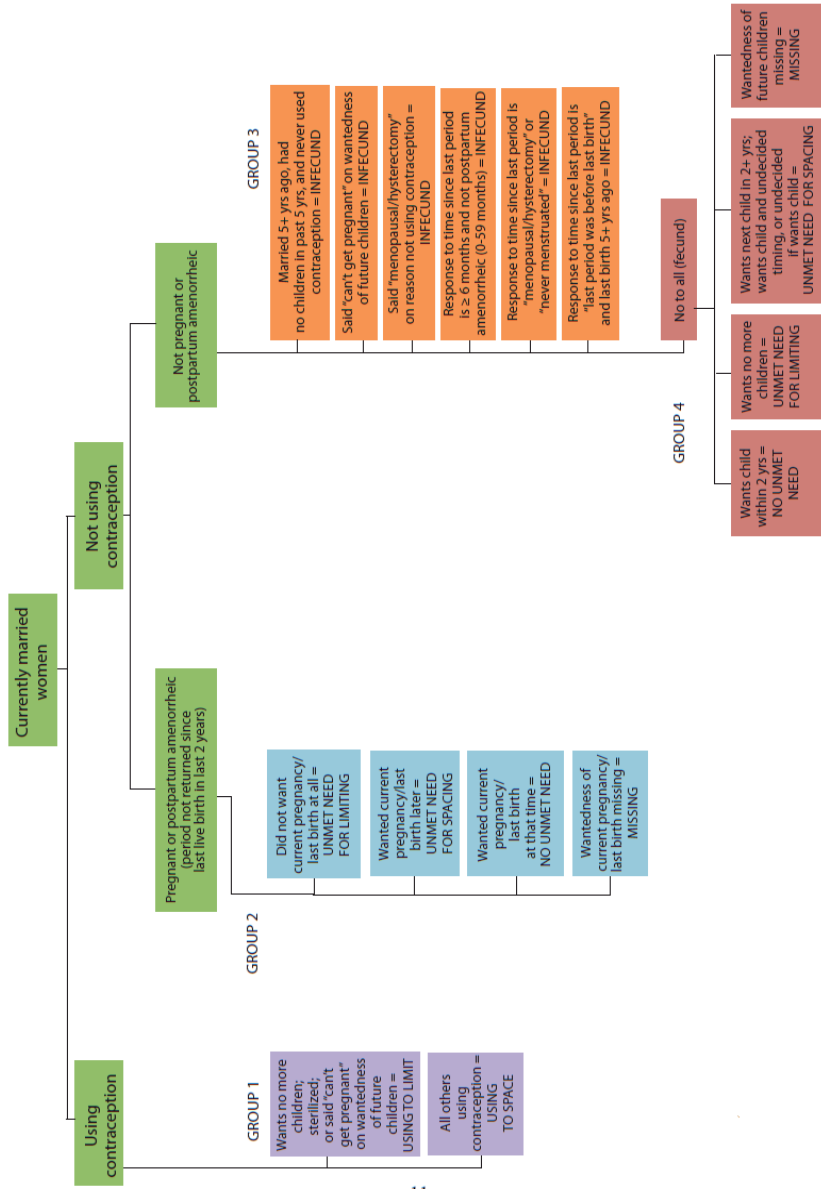 Currently married
women
Using
contraception
Not using
contraception
Pregnant or postpartum amenorrheic
(period not returned since
last live birth in last 2 years)
Not pregnant or
postpartum amenorrheic
GROUP 1
Wants no more
children;
sterilized;
or said “can’t
get pregnant”
on wantedness
of future
children =
USING TO LIMIT
All others
using
contraception =
USING
TO SPACE
GROUP 2
Did not want
current pregnancy/
last birth at all =
UNMET NEED
FOR LIMITING
Wanted current
pregnancy/last
birth later =
UNMET NEED
FOR SPACING
Wanted current
pregnancy/
last birth
at that time =
NO UNMET NEED
Wantedness of
current pregnancy/
last birth missing =
MISSING
GROUP 3
Married 5+ yrs ago, had
no children in past 5 yrs, and never used
contraception = INFECUND
Said “can’t get pregnant” on wantedness
of future children = INFECUND
Said “menopausal/hysterectomy”
on reason not using contraception =
INFECUND
Response to time since last period
is ≥ 6 months and not postpartum
amenorrheic (0-59 months) = INFECUND
Response to time since last period is
“menopausal/hysterectomy” or
“never menstruated” = INFECUND
Response to time since last period is
“last period was before last birth”
and last birth 5+ yrs ago = INFECUND
No to all (fecund)
GROUP 4
Wants child
within 2 yrs =
NO UNMET
NEED
Wants no more
children =
UNMET NEED
FOR LIMITING
Wants next child in 2+ yrs;
wants child and undecided
timing, or undecided
if wants child =
UNMET NEED FOR SPACING
Wantedness of
future children
missing =
MISSING